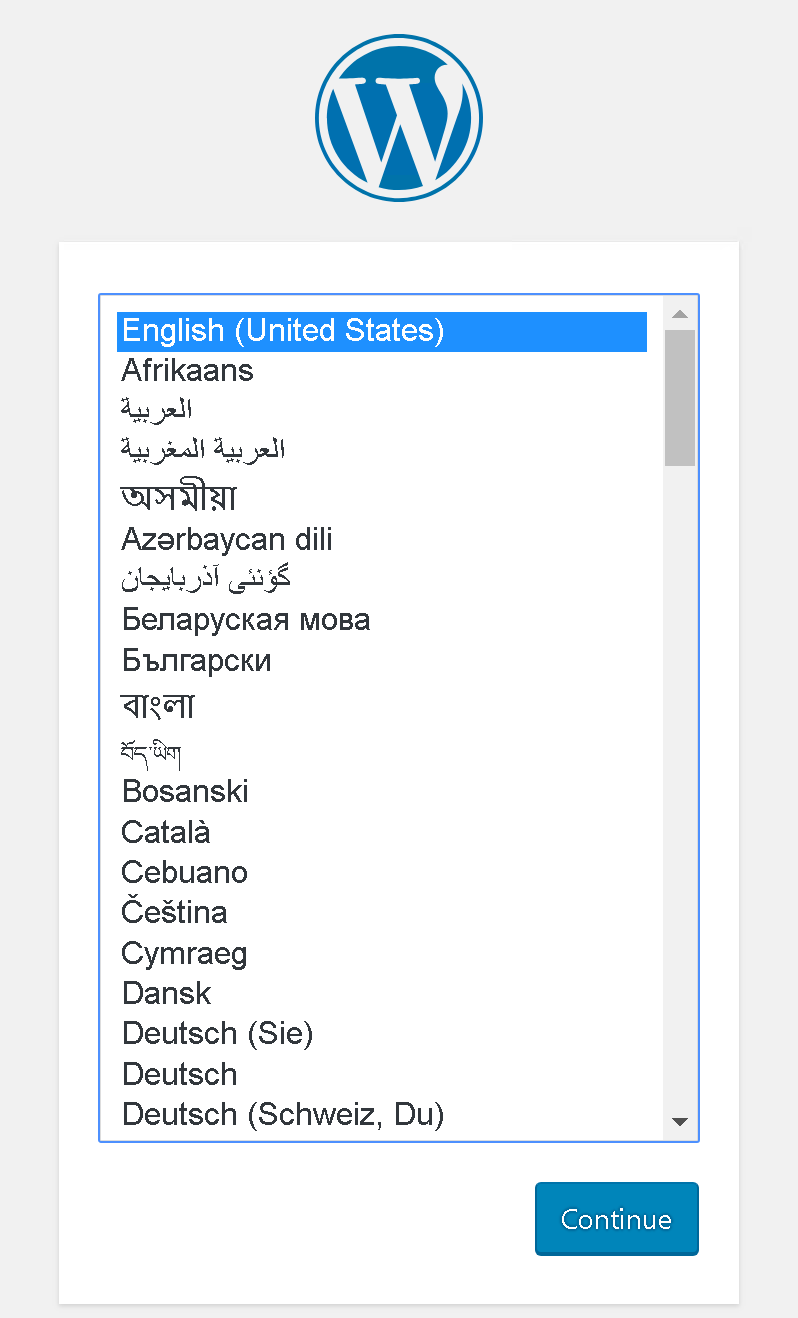 English (United States)
Afrikaans
العربية
العربية المغربية
অসমীয়া
Azərbaycan dili
گؤنئی آذربایجان
Беларуская мова
Български
বাংলা
བོད་ཡིག
Bosanski
Català
Cebuano
Čeština
Cymraeg
Dansk
Deutsch (Sie)
Deutsch
Deutsch (Schweiz, Du)
Continue